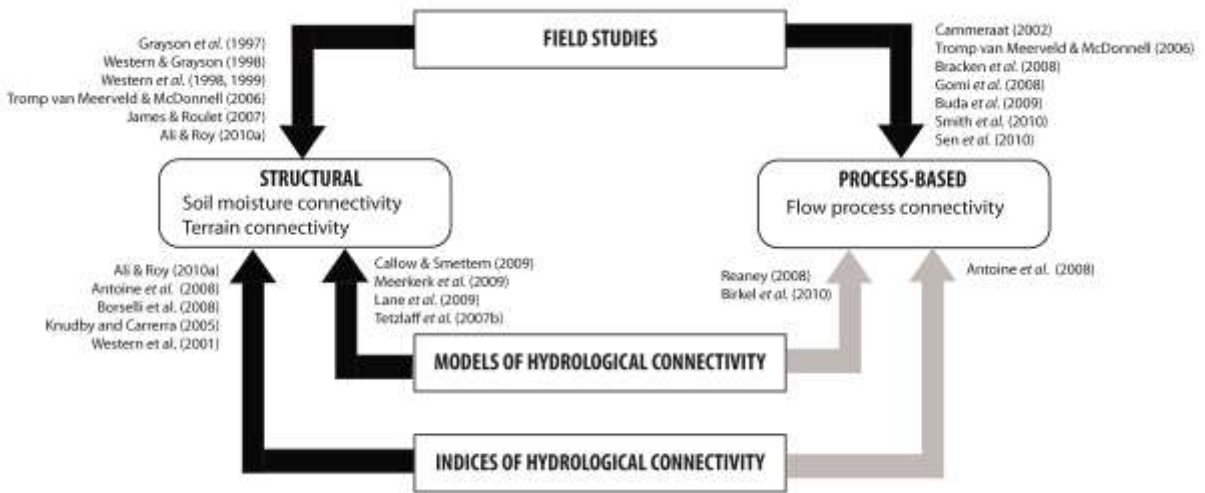 FIELD STUDIES
Grayson et al. (1997)
Western & Grayson (1998)
Western et al. (1998, 1999)
Tromp van Meerveld & McDonnell (2006)
James & Roulet (2007)
Ali & Roy (2010a)
Cammeraat (2002)
Tromp van Meerveld & McDonnell (2006)
Bracken et al. (2008)
Gomi et al. (2008)
Buda et al. (2009)
Smith et al. (2010)
Sen et al. (2010)
STRUCTURAL
Soil moisture connectivity
Terrain connectivity
PROCESS-BASED
Flow process connectivity
Ali & Roy (2010a)
Antoine et al. (2008)
Borselli et al. (2008)
Knudby and Carrerra (2005)
Western et al. (2001)
Callow & Smettem (2009)
Meerkerk et al. (2009)
Lane et al. (2009)
Tetzlaff et al. (2007b)
Reaney (2008)
Birkel et al. (2010)
Antoine et al. (2008)
MODELS OF HYDROLOGICAL CONNECTIVITY
INDICES OF HYDROLOGICAL CONNECTIVITY